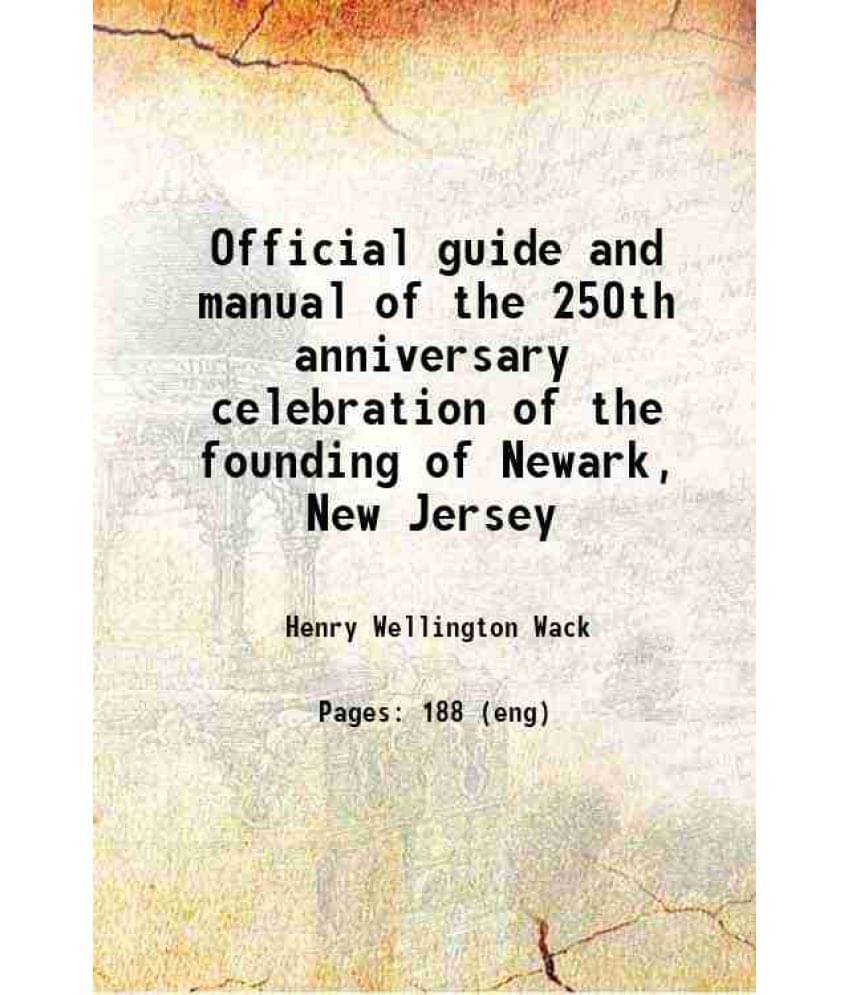 Official guide and
manual of the 250th
anniversary
celebration of the
founding of Newark,
New Jersey
Henry Wellington Wack
Pages: 188 (eng)